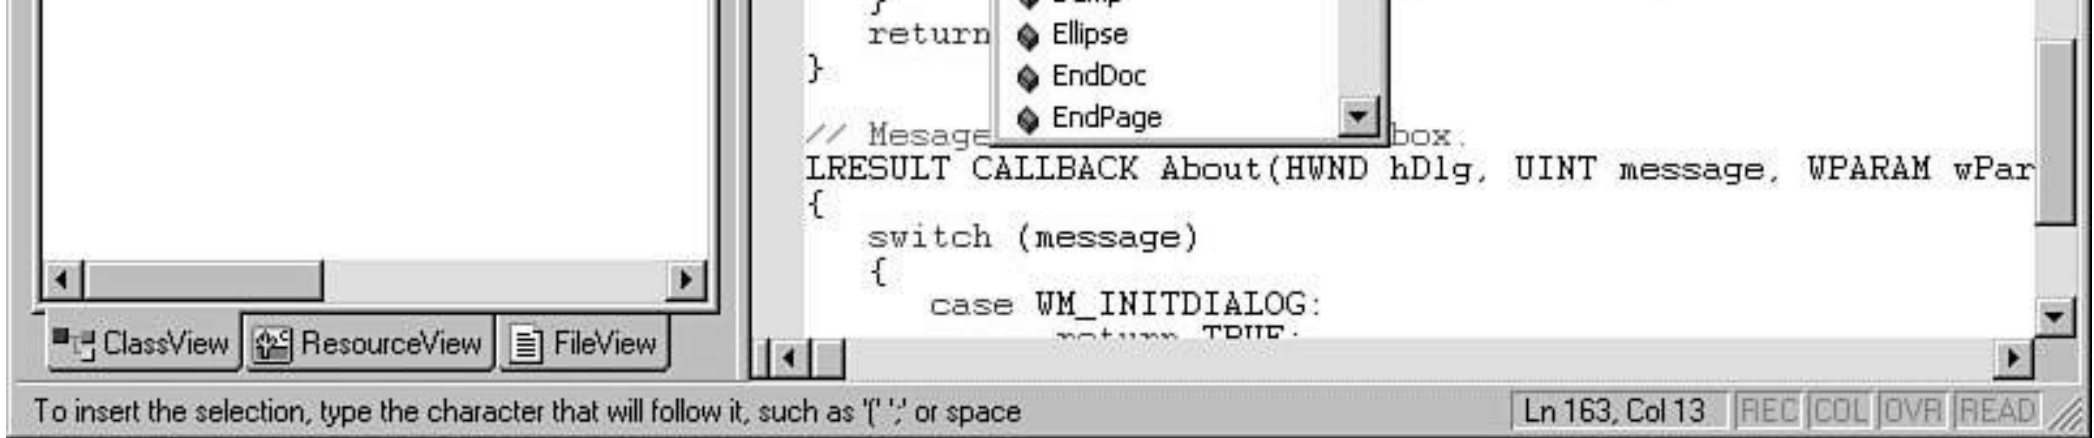 }
return
}
Ellipse
EndDoc
EndPage
// Mesage box.
LRESULT CALLBACK About(HWND hDlg, UINT message, WPARAM wPar
{
switch (message)
{
case WM_INITDIALOG:
return TRUE;
ClassView ResourceView FileView
To insert the selection, type the character that will follow it, such as '(' ';' or space
Ln 163, Col 13 REC COL OVR READ